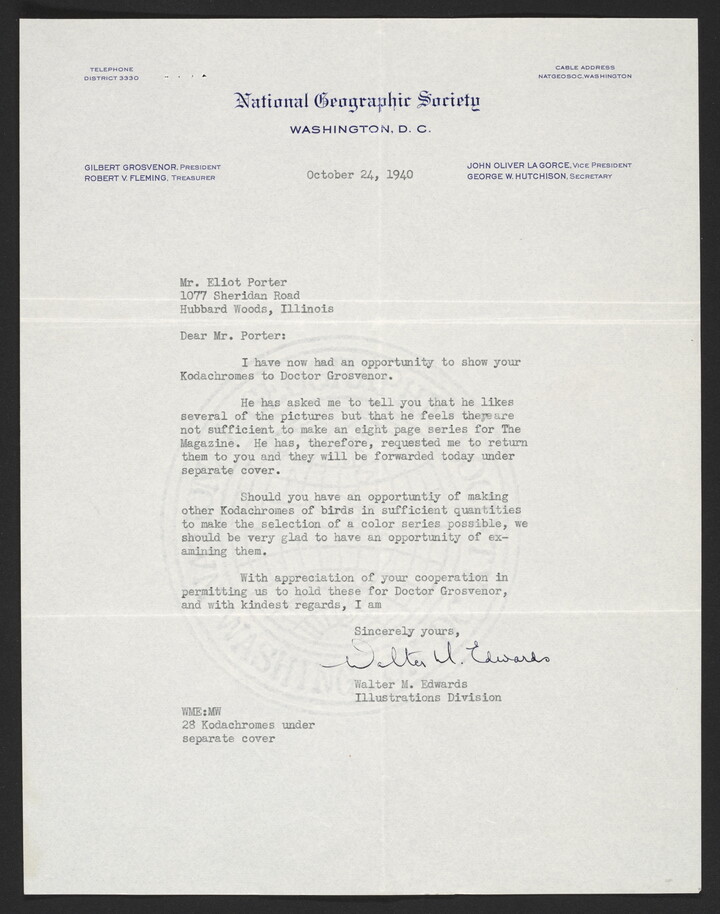 TELEPHONE
DISTRICT 3330
CABLE ADDRESS
NATGEOSOC, WASHINGTON
National Geographic Society
WASHINGTON, D. C.
GILBERT GROSVENOR, PRESIDENT
ROBERT V. FLEMING, TREASURER
October 24, 1940
JOHN OLIVER LA GORCE, VICE PRESIDENT
GEORGE W. HUTCHISON, SECRETARY
Mr. Eliot Porter
1077 Sheridan Road
Hubbard Woods, Illinois
Dear Mr. Porter:
I have now had an opportunity to show your
Kodachromes to Doctor Grosvenor.
He has asked me to tell you that he likes
several of the pictures but that he feels there are
not sufficient to make an eight page series for The
Magazine. He has, therefore, requested me to return
them to you and they will be forwarded today under
separate cover.
Should you have an opportuntiy of making
other Kodachromes of birds in sufficient quantities
to make the selection of a color series possible, we
should be very glad to have an opportunity of ex-
amining them.
With appreciation of your cooperation in
permitting us to hold these for Doctor Grosvenor,
and with kindest regards, I am
Sincerely yours,
Walter M. Edwards
Walter M. Edwards
Illustrations Division
WME:MW
28 Kodachromes under
separate cover